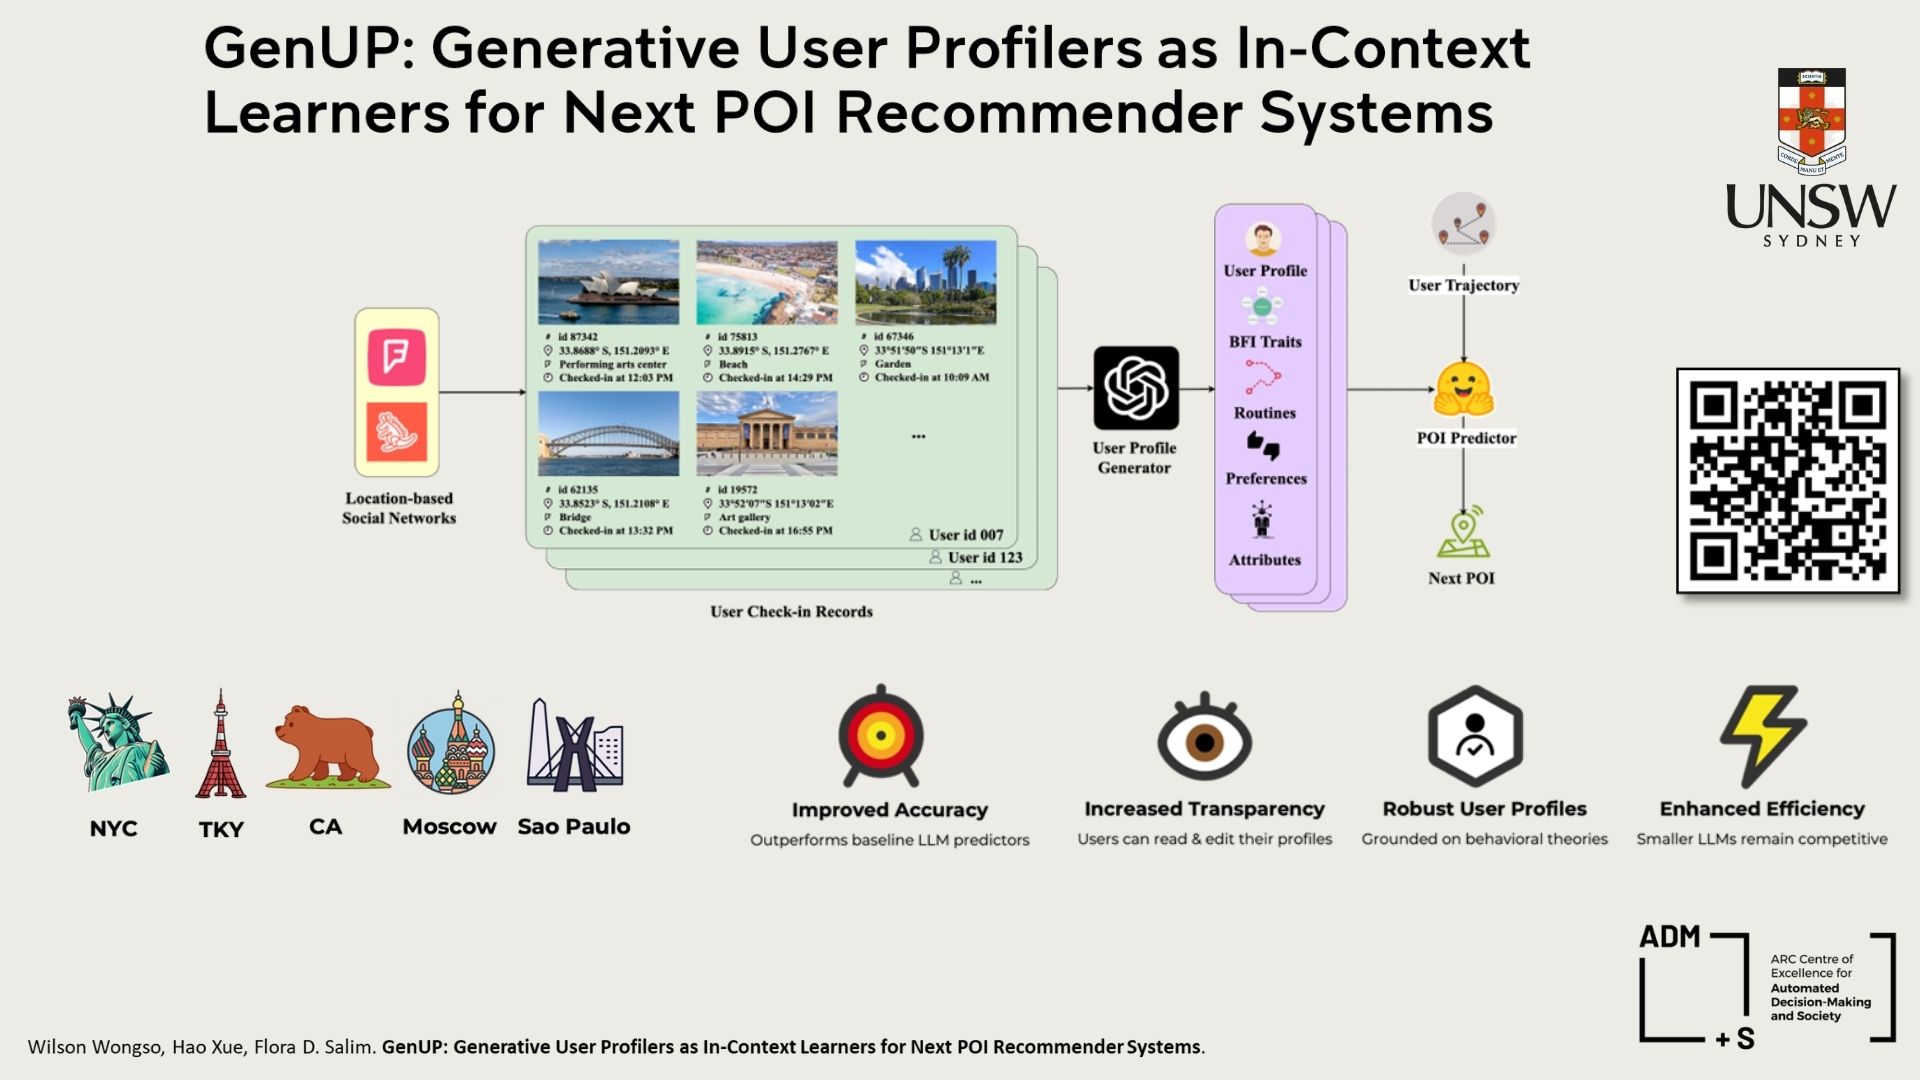 GenUP: Generative User Profilers as In-Context
Learners for Next POI Recommender Systems
SCIENTIA
CORDE
MANU ET
MENTE
UNSW
SYDNEY
Location-based
Social Networks
# id 87342
33.8688° S, 151.2093° E
Performing arts center
Checked-in at 12:03 PM
# id 75813
33.8915° S, 151.2767° E
Beach
Checked-in at 14:29 PM
# id 67346
33°51'50"S 151°13'1"E
Garden
Checked-in at 10:09 AM
# id 62135
33.8523° S, 151.2108° E
Bridge
Checked-in at 13:32 PM
# id 19572
33°52'07"S 151°13'02"E
Art gallery
Checked-in at 16:55 PM
...
User id 007
User id 123
...
User Check-in Records
User Profile
Generator
User Profile
BFI Traits
Routines
Preferences
Attributes
User Trajectory
POI Predictor
Next POI
NYC
TKY
CA
Moscow
Sao Paulo
Improved Accuracy
Outperforms baseline LLM predictors
Increased Transparency
Users can read & edit their profiles
Robust User Profiles
Grounded on behavioral theories
Enhanced Efficiency
Smaller LLMs remain competitive
ADM
+ S
ARC Centre of
Excellence for
Automated
Decision-Making
and Society
Wilson Wongso, Hao Xue, Flora D. Salim. GenUP: Generative User Profilers as In-Context Learners for Next POI Recommender Systems.